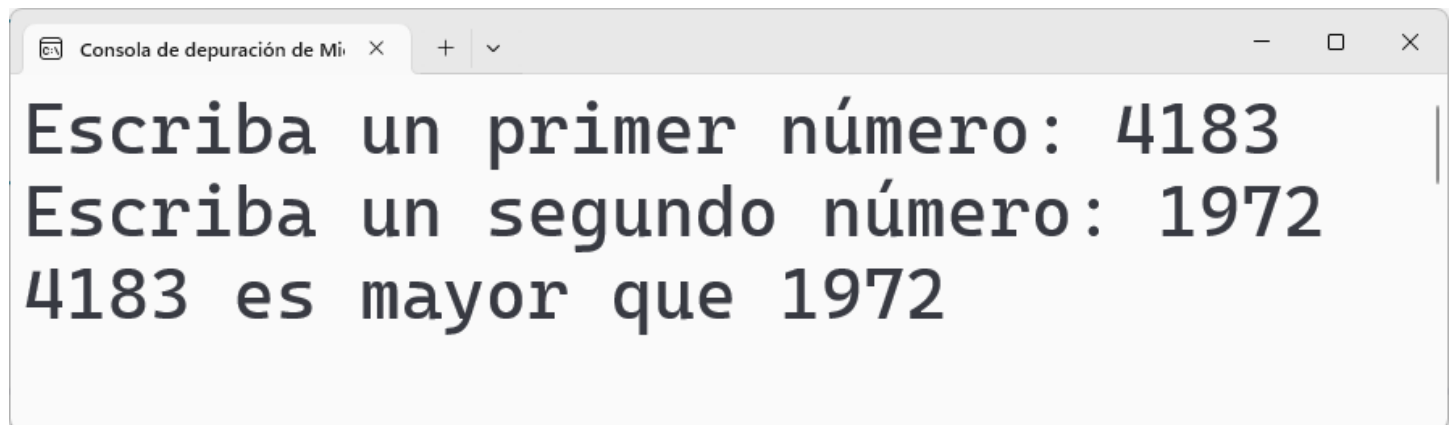 Consola de depuración de Mi
Escriba un primer número: 4183
Escriba un segundo número: 1972
4183 es mayor que 1972